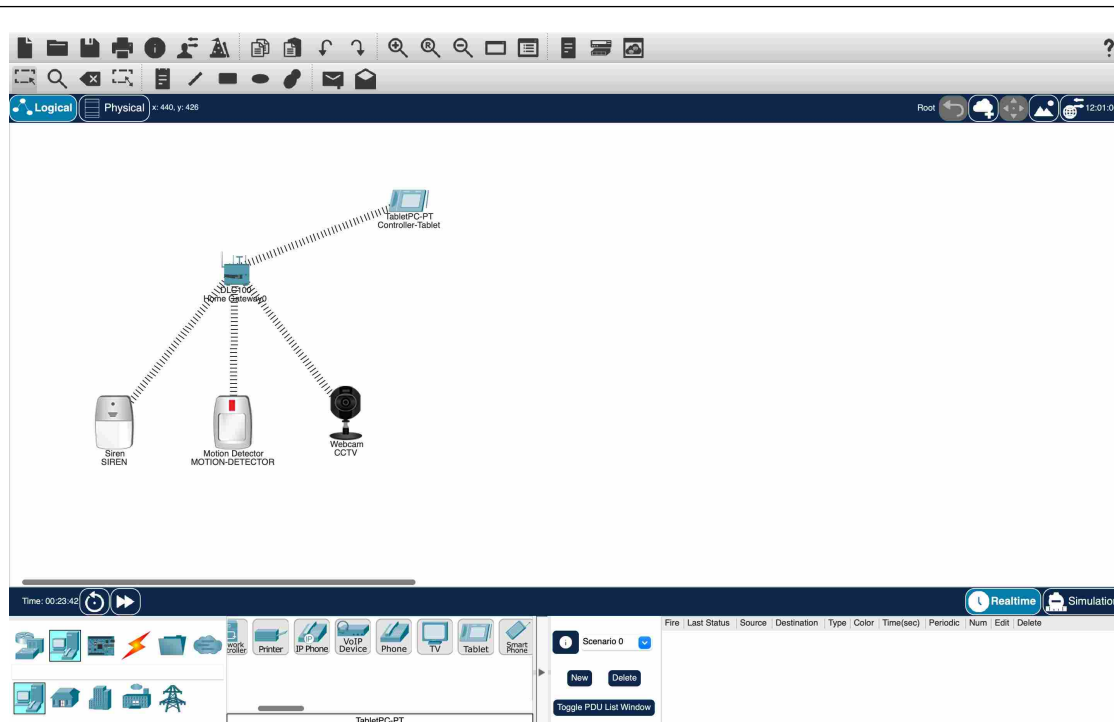 ?
Logical
Physical
x: 440, y: 426
Root
12:01:0
TabletPC-PT
Controller-Tablet
DLC100
Home Gateway0
Siren
SIREN
Motion Detector
MOTION-DETECTOR
Webcam
CCTV
Time: 00:23:42
Realtime
Simulation
Fire Last Status Source Destination Type Color Time(sec) Periodic Num Edit Delete
Printer
IP Phone
VoIP
Device
Phone
TV
Tablet
Smart
Phone
Scenario 0
New
Delete
Toggle PDU List Window
TabletPC-PT